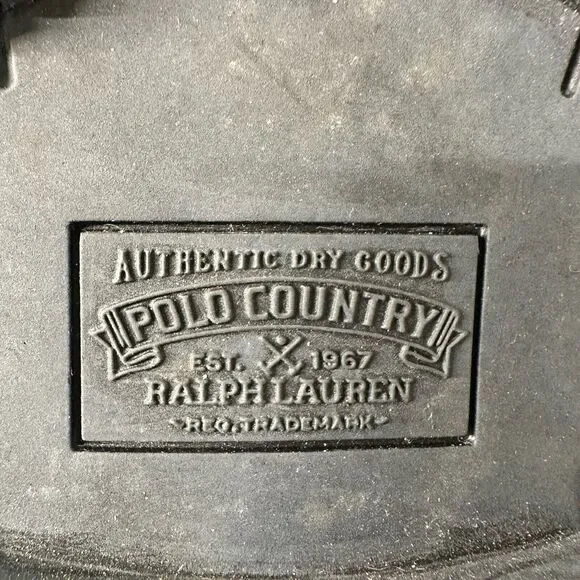 AUTHENTIC DRY GOODS
POLO COUNTRY
EST. 1967
RALPH LAUREN
REG. TRADEMARK